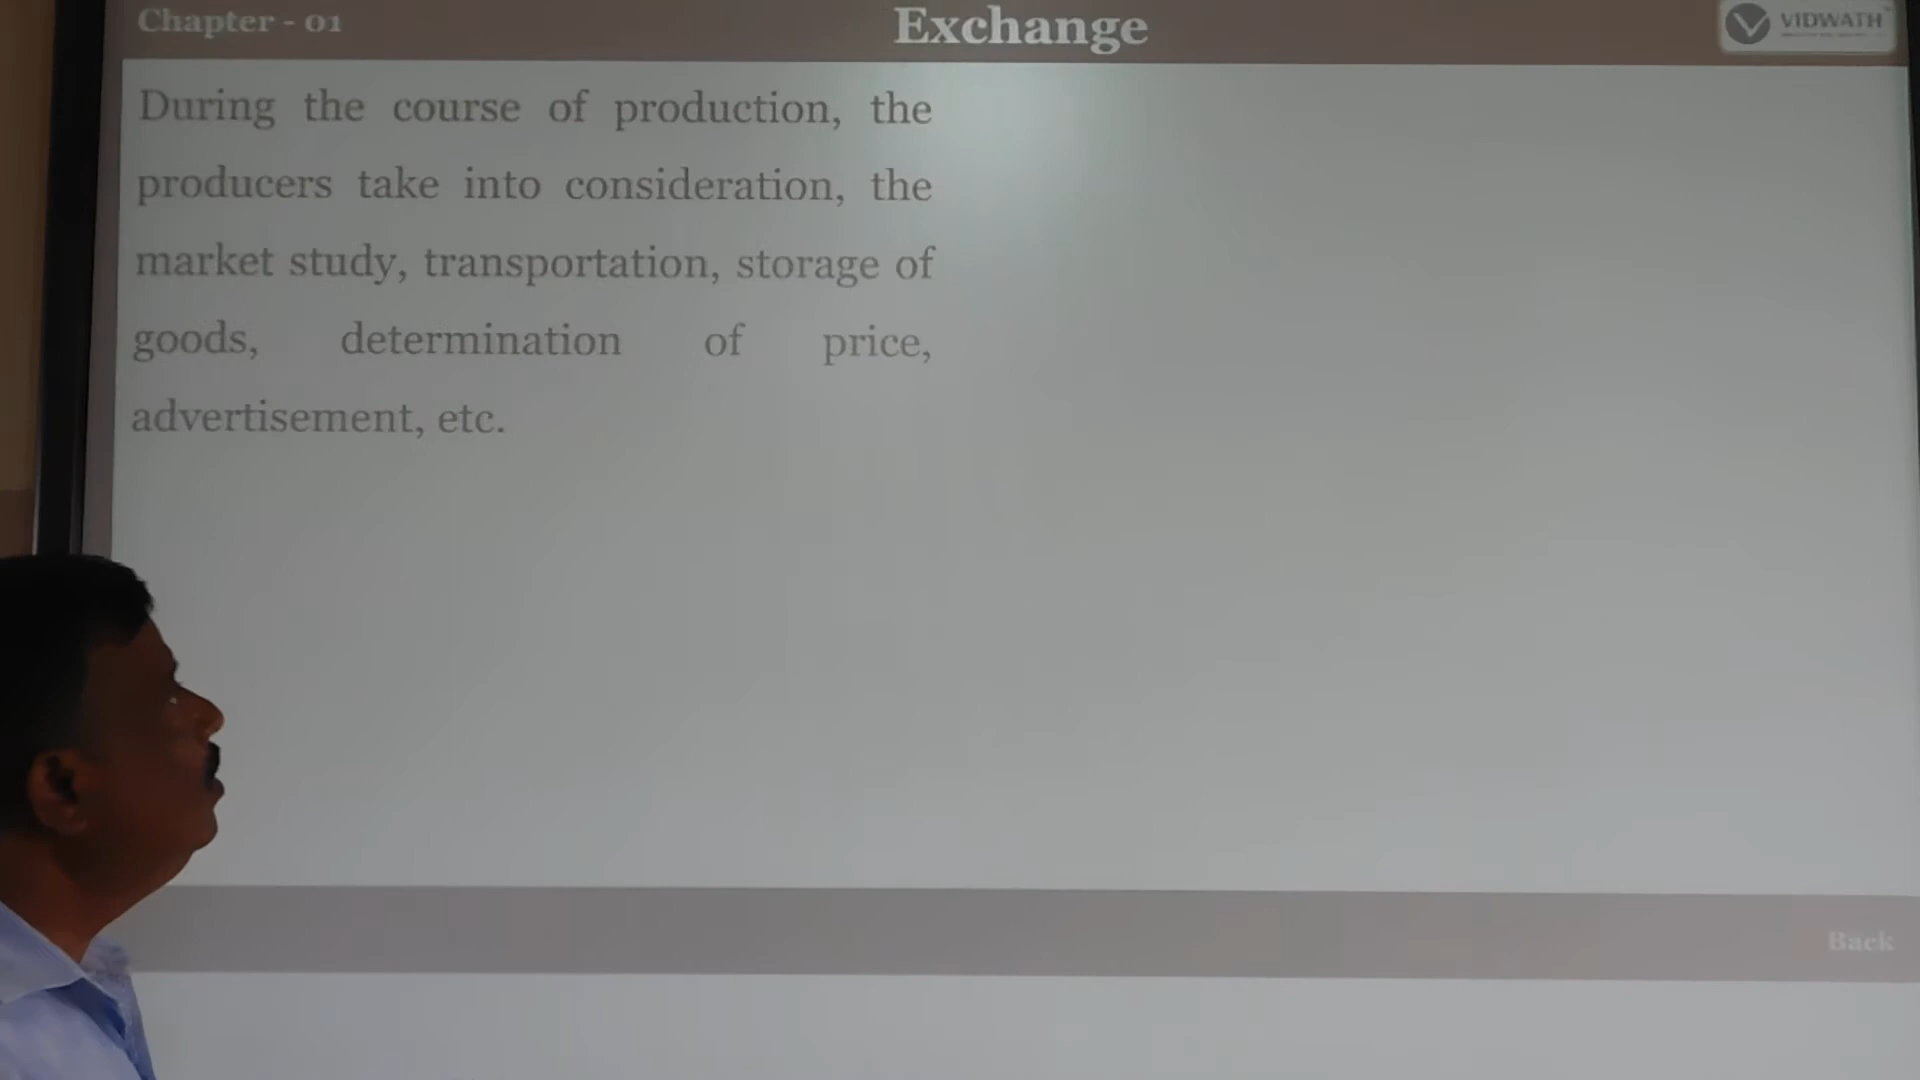 Chapter - 01
Exchange
VIDWATH
During the course of production, the
producers take into consideration, the
market study, transportation, storage of
goods, determination of price,
advertisement, etc.
Back